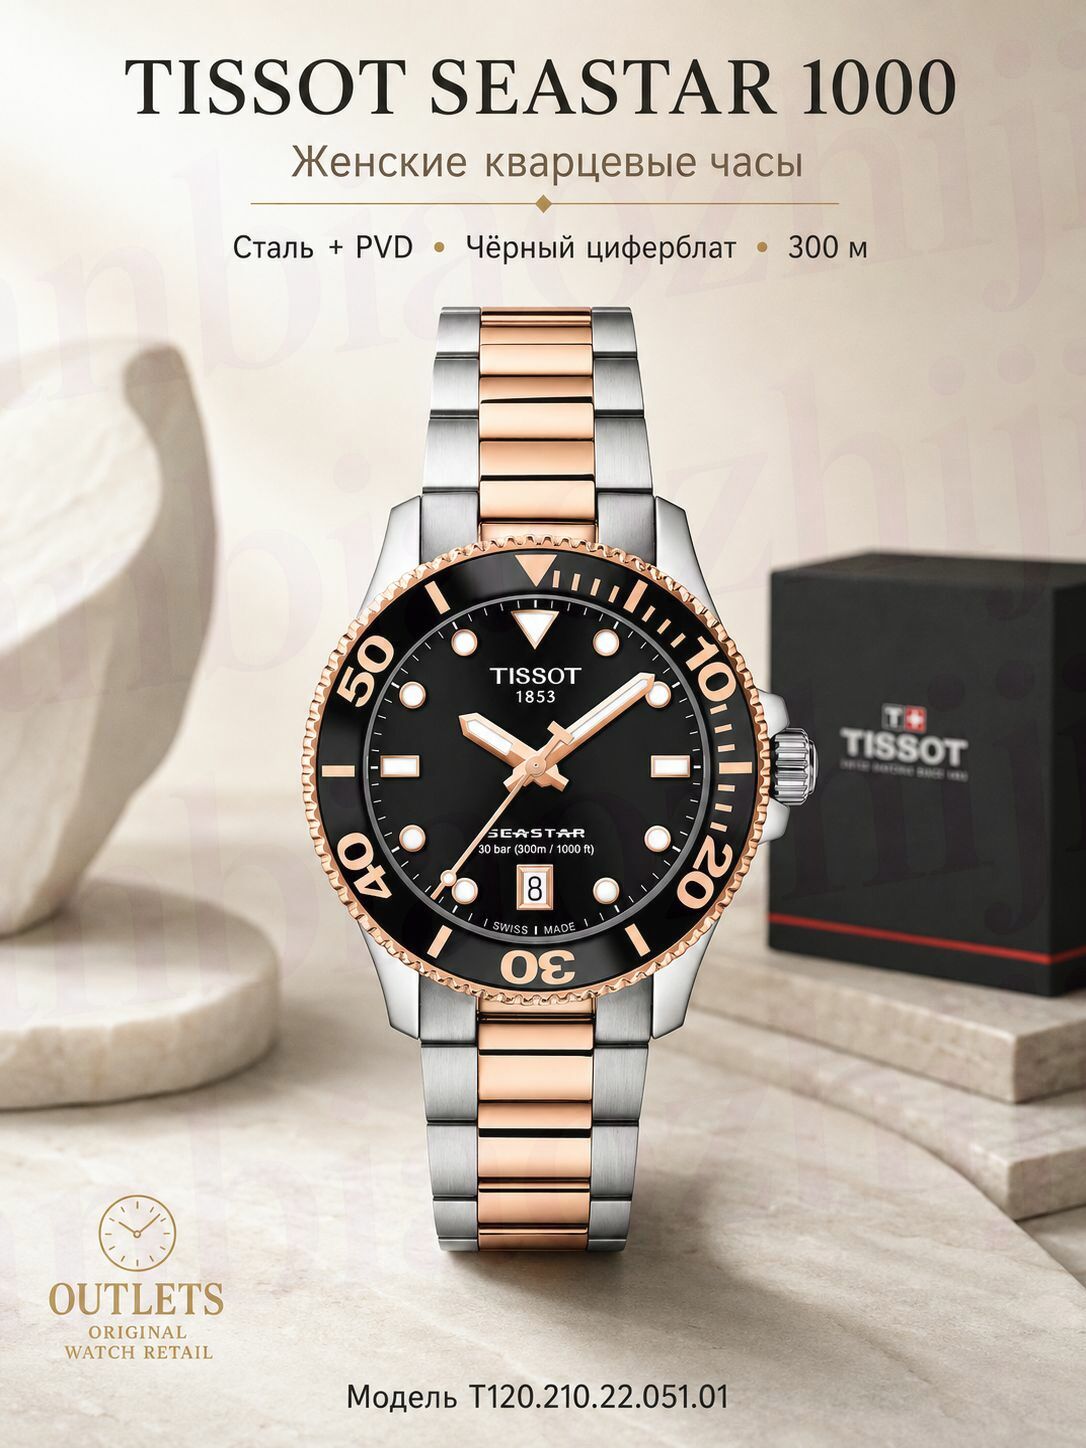 TISSOT SEASTAR 1000
Женские кварцевые часы
Сталь + PVD • Чёрный циферблат • 300 м
TISSOT
1853
50
10
40
20
30
SEASTAR
30 bar (300m / 1000 ft)
8
SWISS MADE
T+
TISSOT
OUTLETS
ORIGINAL
WATCH RETAIL
Модель T120.210.22.051.01